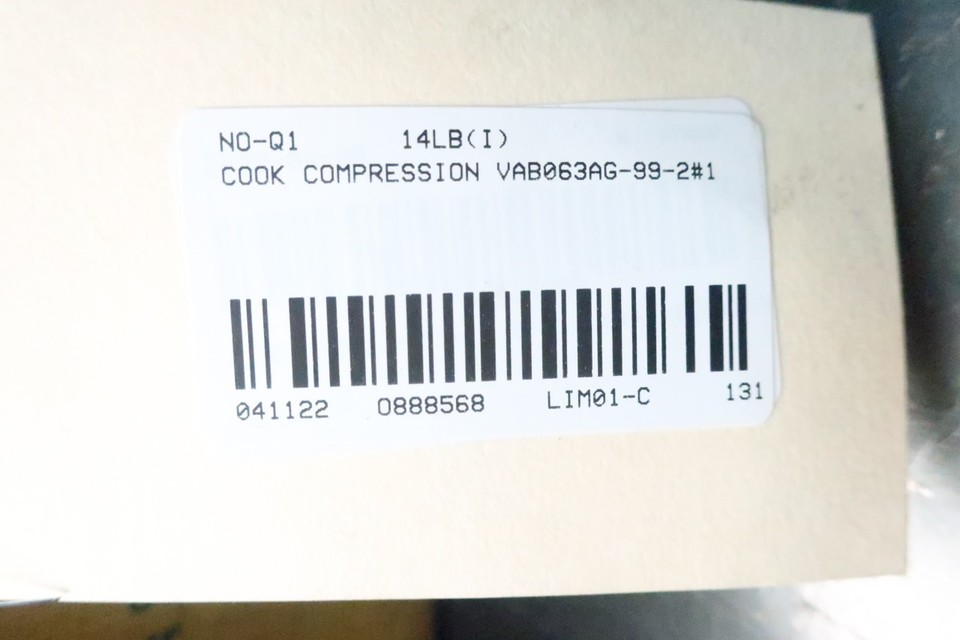 NO-Q1 14LB(I)
COOK COMPRESSION VAB063AG-99-2#1
041122 0888568 LIM01-C 131